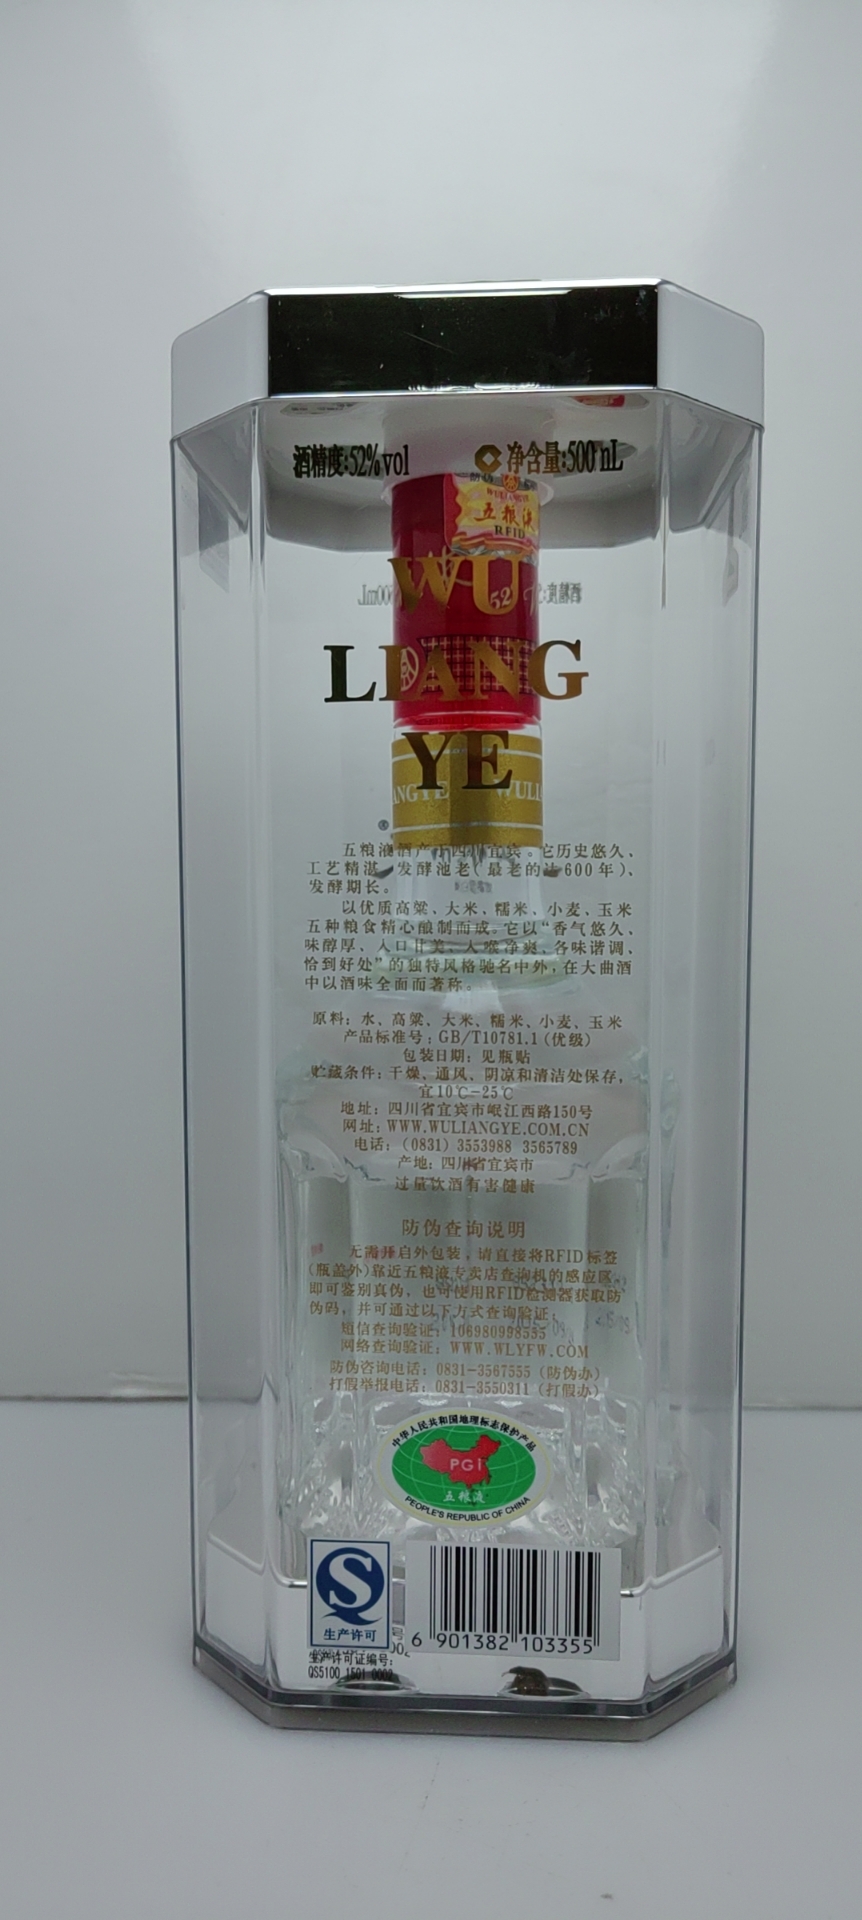 酒精度:52%vol
净含量:500mL
五粮液
RFID
WU
LIANG
YE
五粮液酒产于四川宜宾。它历史悠久、
工艺精湛、发酵池老(最老的达600年)、
发酵期长。
以优质高粱、大米、糯米、小麦、玉米
五种粮食精心酿制而成。它以“香气悠久、
味醇厚、入口甘美、入喉净爽、各味谐调、
恰到好处”的独特风格驰名中外,在大曲酒
中以酒味全面而著称。
原料:水、高粱、大米、糯米、小麦、玉米
产品标准号:GB/T10781.1(优级)
包装日期:见瓶贴
贮藏条件:干燥、通风、阴凉和清洁处保存,
宜10℃-25℃
地址:四川省宜宾市岷江西路150号
网址:WWW.WULIANGYE.COM.CN
电话:(0831)3553988 3565789
产地:四川省宜宾市
过量饮酒有害健康
防伪查询说明
无需开启外包装,请直接将RFID标签
(瓶盖外)靠近五粮液专卖店查询机的感应区
即可鉴别真伪,也可使用RFID检测器获取防
伪码,并可通过以下方式查询验证:
短信查询验证:106980998555
网络查询验证:WWW.WLYFW.COM
防伪咨询电话:0831-3567555(防伪办)
打假举报电话:0831-3550311(打假办)
中华人民共和国地理标志保护产品
PGI
五粮液
PEOPLE'S REPUBLIC OF CHINA
生产许可
生产许可证编号:
QS5100 1501 0002
6 901382 103355